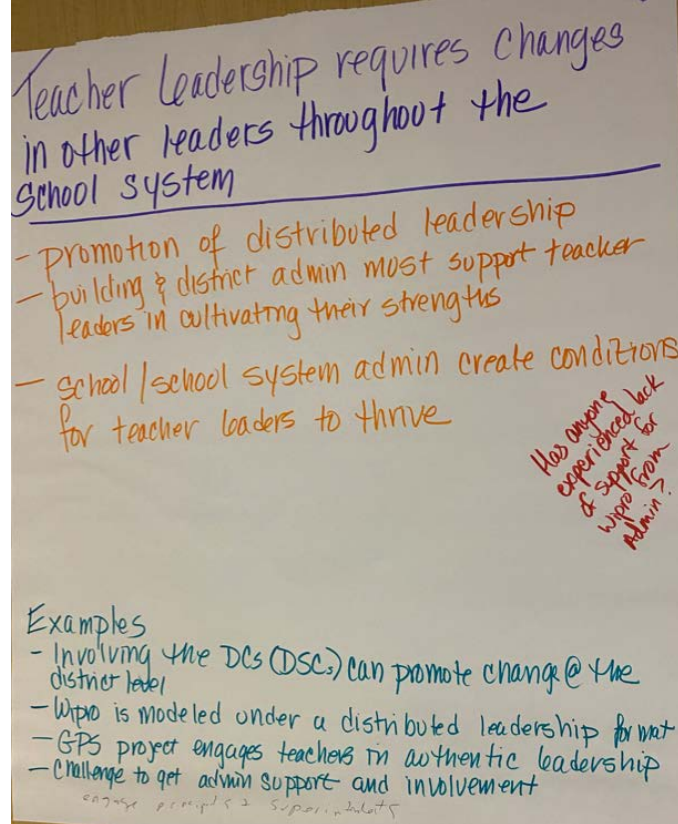 Teacher Leadership requires changes
in other leaders throughout the
School system
- promotion of distributed leadership
- building & district admin must support teacher
leaders in cultivating their strengths
- school/school system admin create conditions
for teacher leaders to thrive
Has anyone
experienced lack
of support for
Wipro from
Admin?
Examples
- Involving the DCs (DSCs) can promote change @ the
district level
- Wipro is modeled under a distributed leadership format
- GPS project engages teachers in authentic leadership
- Challenge to get admin support and involvement
engage